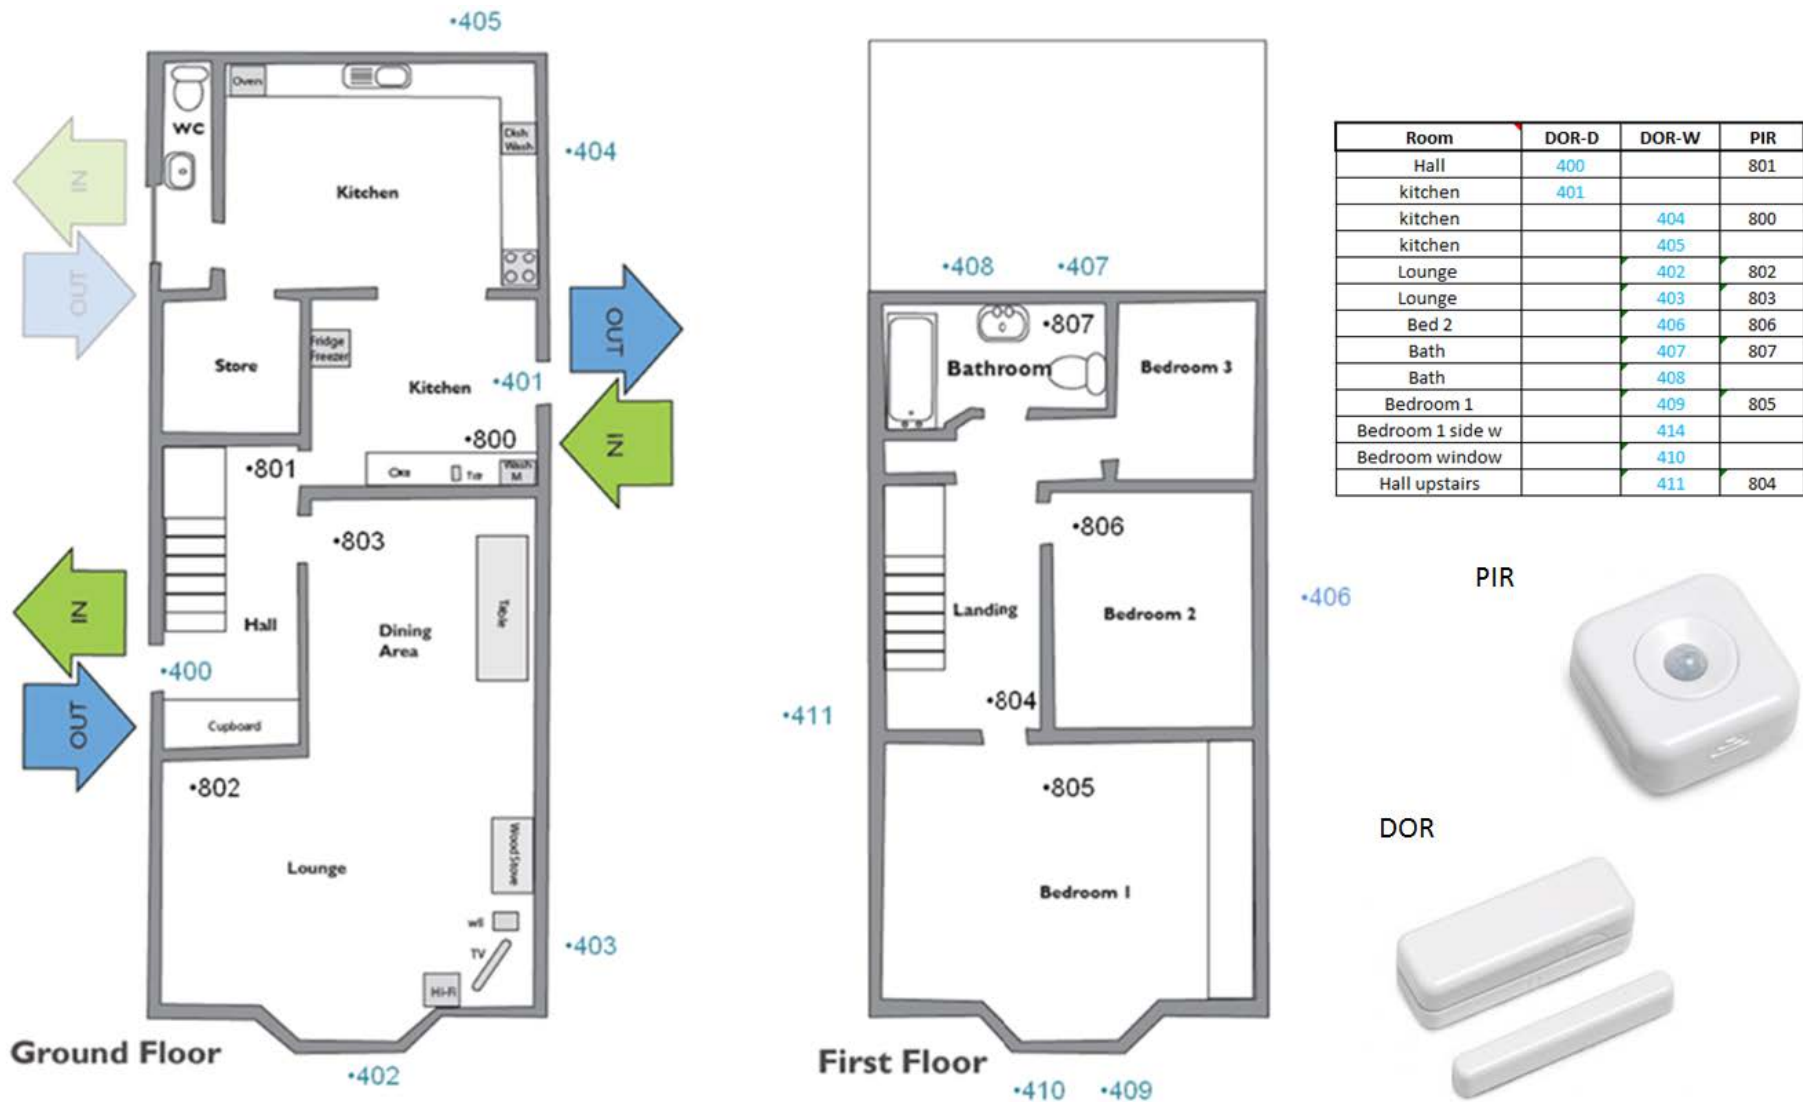 •405
Oven
WC
Dish
Wash
•404
IN
Kitchen
OUT
OUT
Fridge
Freezer
Store
Kitchen
•401
•800
IN
•801
Wash
M
•803
IN
Table
Hall
Dining
Area
•400
OUT
Cupboard
•802
Wood Stove
Lounge
wii
TV
•403
Hi-Fi
Ground Floor
•402
•408 •407
•807
Bathroom
Bedroom 3
•806
•406
Landing
Bedroom 2
•804
•411
•805
Bedroom 1
First Floor
•410 •409
Room DOR-D DOR-W PIR
Hall 400 801
kitchen 401
kitchen 404 800
kitchen 405
Lounge 402 802
Lounge 403 803
Bed 2 406 806
Bath 407 807
Bath 408
Bedroom 1 409 805
Bedroom 1 side w 414
Bedroom window 410
Hall upstairs 411 804
PIR
DOR